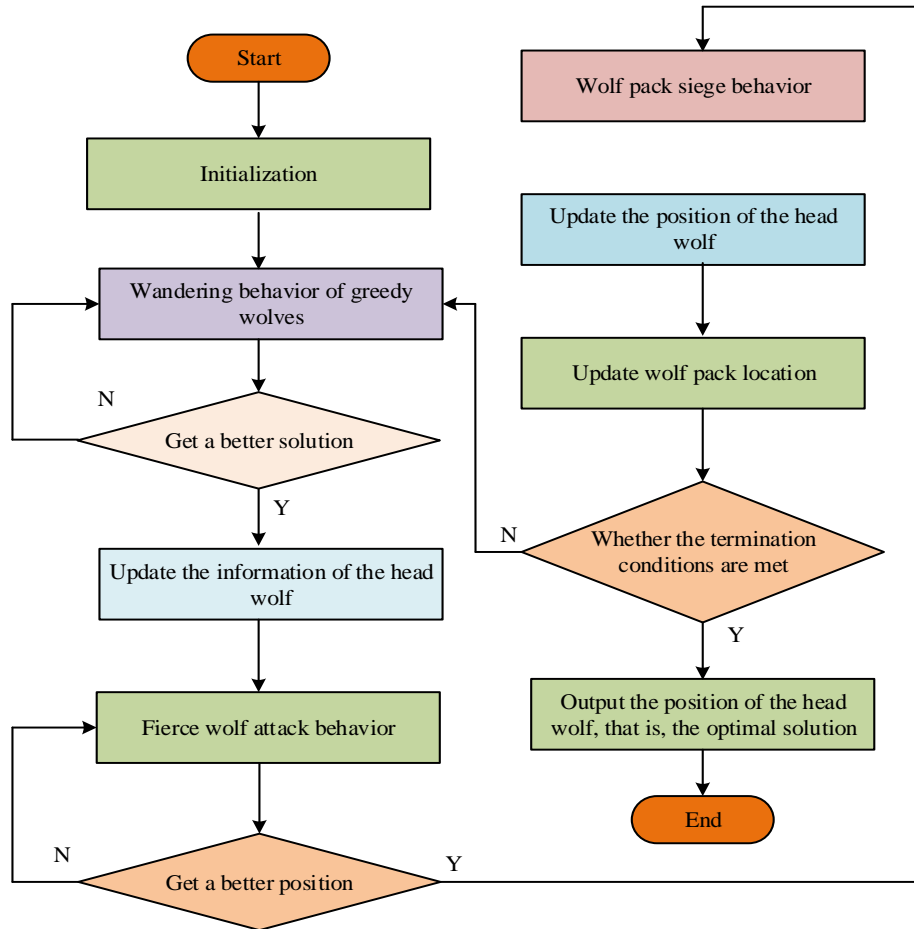 Start
Initialization
Wandering behavior of greedy
wolves
N
Get a better solution
Y
Update the information of the head
wolf
Fierce wolf attack behavior
N
Get a better position
Y
Wolf pack siege behavior
Update the position of the head
wolf
Update wolf pack location
N
Whether the termination
conditions are met
Y
Output the position of the head
wolf, that is, the optimal solution
End